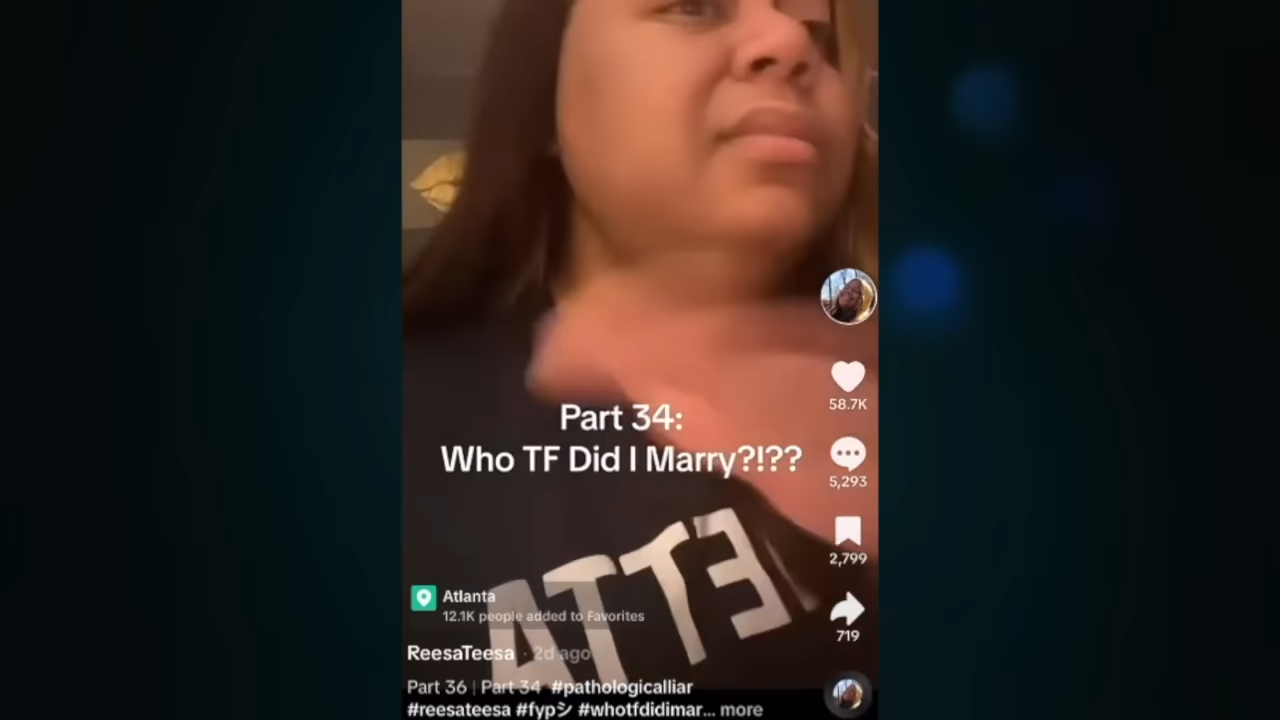 Part 34:
Who TF Did I Marry?!??
58.7K
5,293
2,799
719
Atlanta
12.1K people added to Favorites
ReesaTeesa · 2d ago
Part 36 | Part 34 #pathologicalliar
#reesateesa #fypシ #whotfdidimar... more